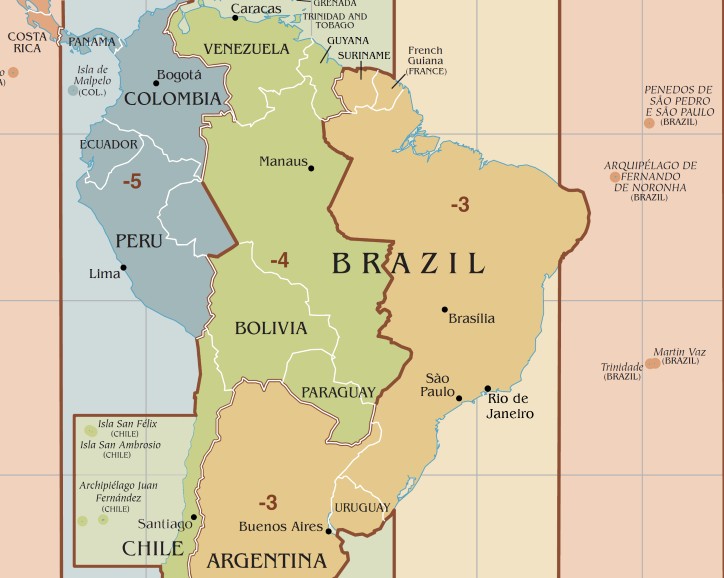 GRENADA
Caracas
TRINIDAD AND
TOBAGO
COSTA
RICA
PANAMA
VENEZUELA
GUYANA
SURINAME
French
Guiana
(FRANCE)
Isla de
Malpelo
(COL.)
Bogotá
COLOMBIA
PENEDOS DE
SÃO PEDRO
E SÃO PAULO
(BRAZIL)
ECUADOR
Manaus
ARQUIPÉLAGO DE
FERNANDO
DE NORONHA
(BRAZIL)
-5
-3
PERU
Lima
-4
BRAZIL
Brasília
BOLIVIA
Martin Vaz
(BRAZIL)
Trinidade
(BRAZIL)
PARAGUAY
São
Paulo
Rio de
Janeiro
Isla San Félix
(CHILE)
Isla San Ambrosio
(CHILE)
Archipiélago Juan
Fernández
(CHILE)
-3
URUGUAY
Santiago
Buenos Aires
CHILE
ARGENTINA